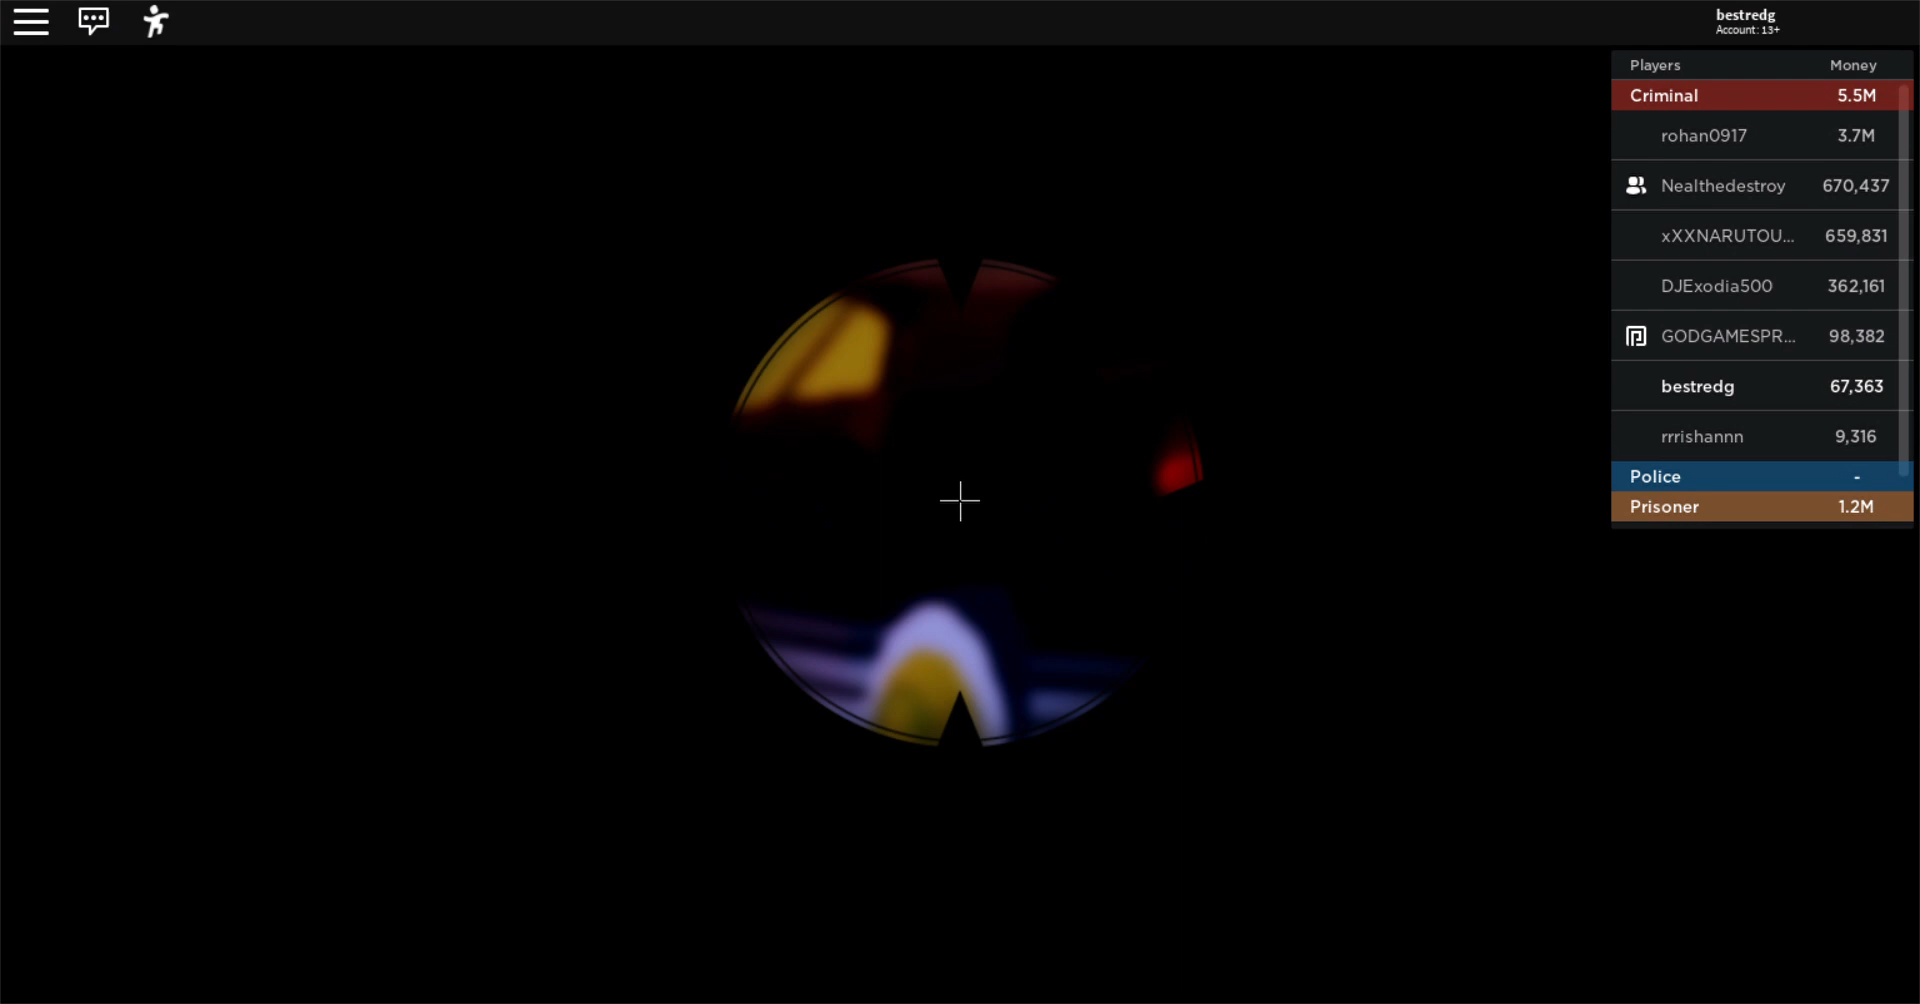 bestredg
Account: 13+
Players Money
Criminal 5.5M
rohan0917 3.7M
Nealthedestroy 670,437
xXXNARUTOU... 659,831
DJExodia500 362,161
GODGAMESPR... 98,382
bestredg 67,363
rrrishannn 9,316
Police -
Prisoner 1.2M